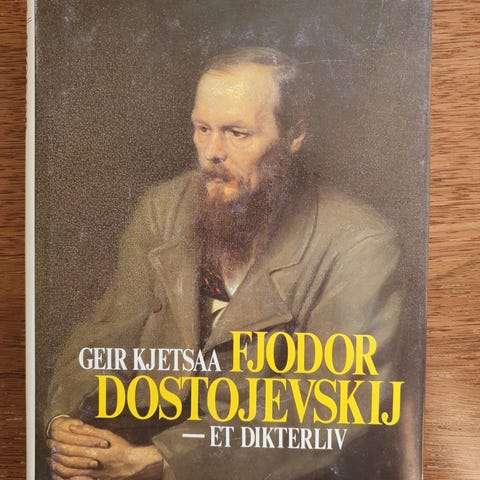 GEIR KJETSAA FJODOR
DOSTOJEVSKIJ
— ET DIKTERLIV